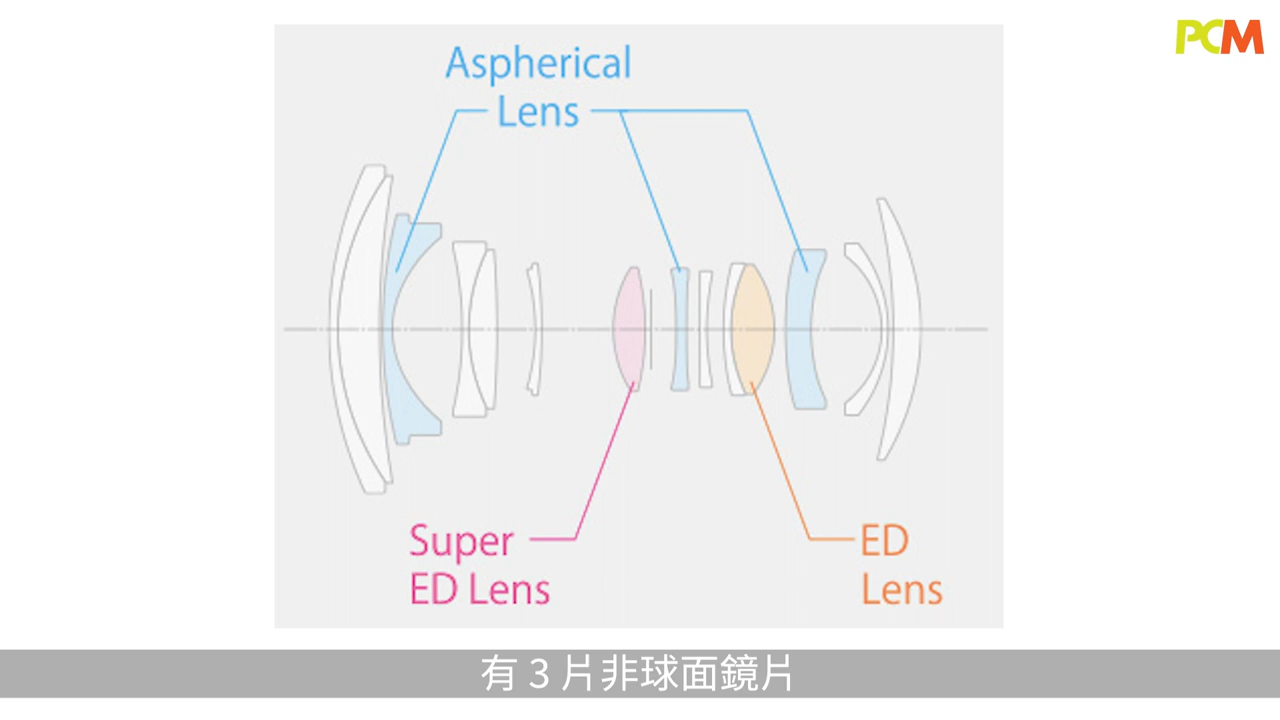 PCM
Aspherical
Lens
Super
ED Lens
ED
Lens
有 3 片非球面鏡片